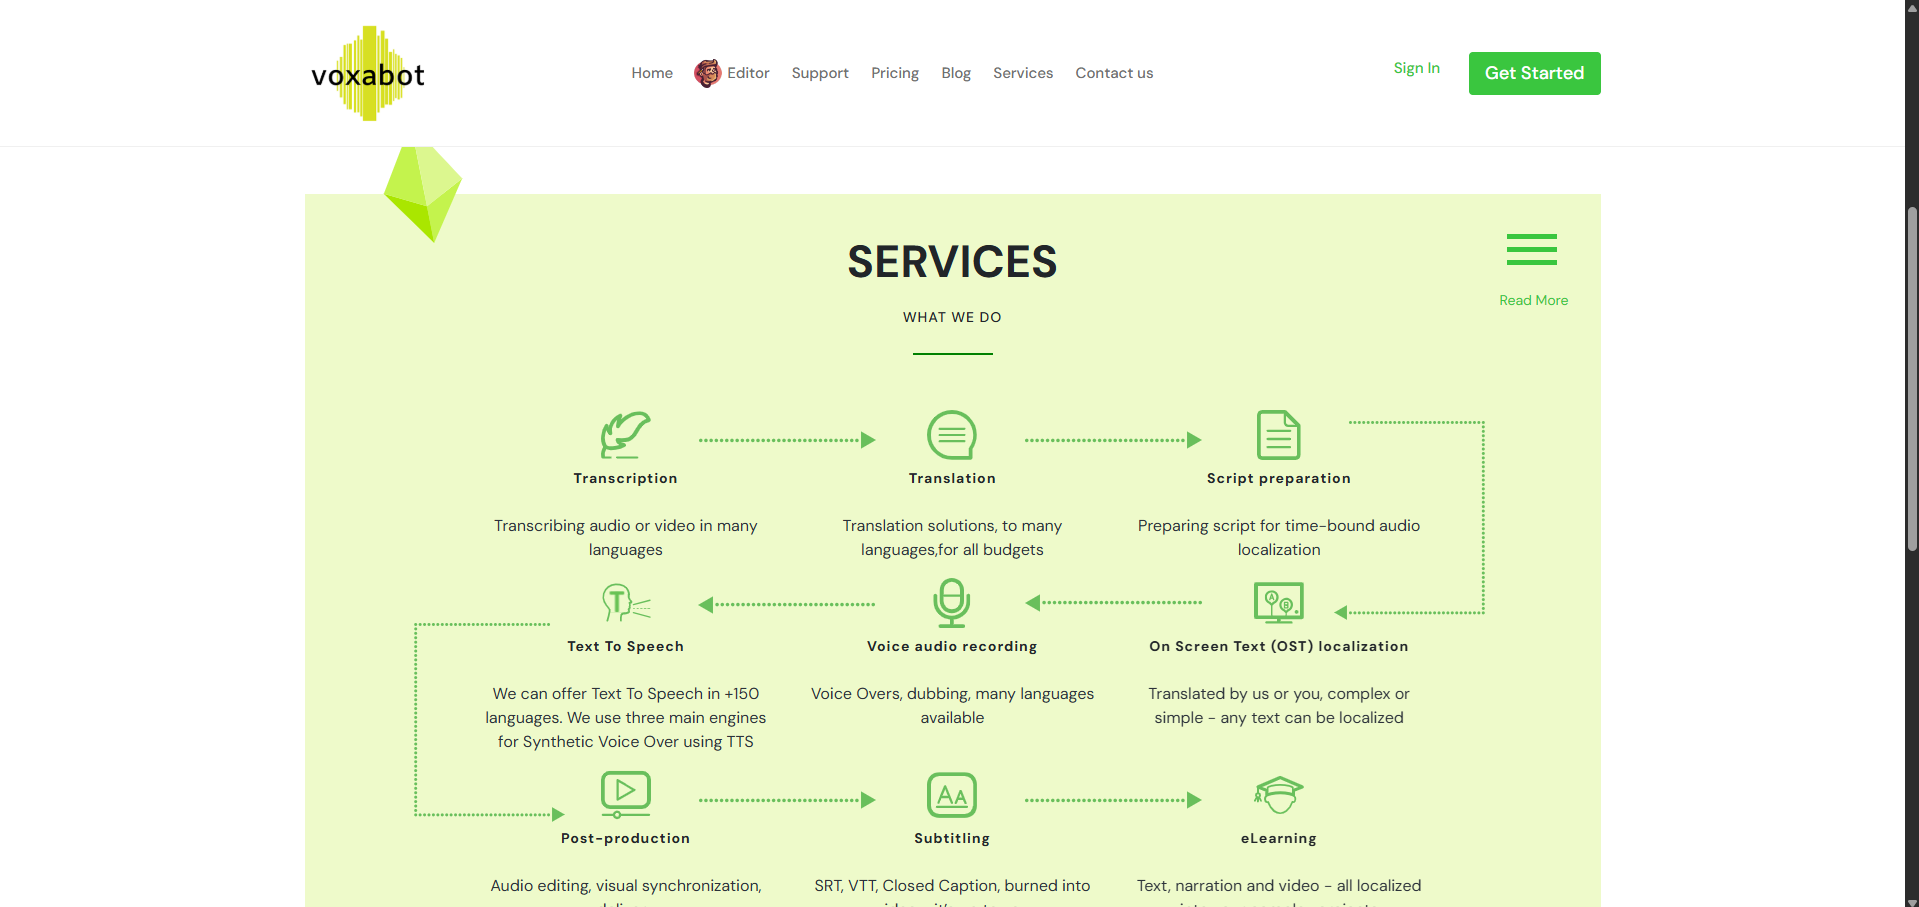 voxabot
Home Editor Support Pricing Blog Services Contact us
Sign In
Get Started
SERVICES
Read More
WHAT WE DO
Transcription
Transcribing audio or video in many
languages
Translation
Translation solutions, to many
languages,for all budgets
Script preparation
Preparing script for time-bound audio
localization
A
B
On Screen Text (OST) localization
Translated by us or you, complex or
simple - any text can be localized
Voice audio recording
Voice Overs, dubbing, many languages
available
T
Text To Speech
We can offer Text To Speech in +150
languages. We use three main engines
for Synthetic Voice Over using TTS
Post-production
Audio editing, visual synchronization,
AA
Subtitling
SRT, VTT, Closed Caption, burned into
eLearning
Text, narration and video - all localized